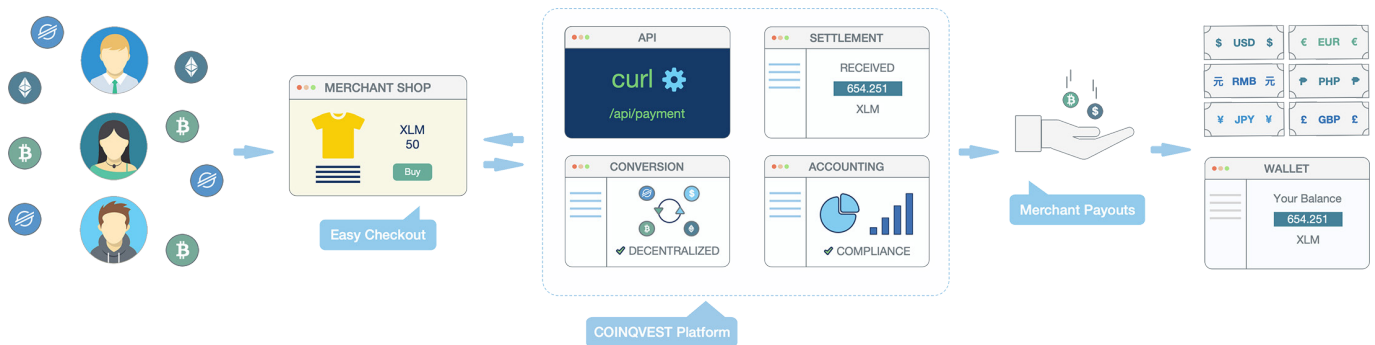 MERCHANT SHOP
XLM
50
Buy
Easy Checkout
API
curl
/api/payment
SETTLEMENT
RECEIVED
654.251
XLM
CONVERSION
DECENTRALIZED
ACCOUNTING
COMPLIANCE
COINQVEST Platform
Merchant Payouts
$ USD $
€ EUR €
元 RMB 元
₱ PHP ₱
¥ JPY ¥
£ GBP £
WALLET
Your Balance
654.251
XLM